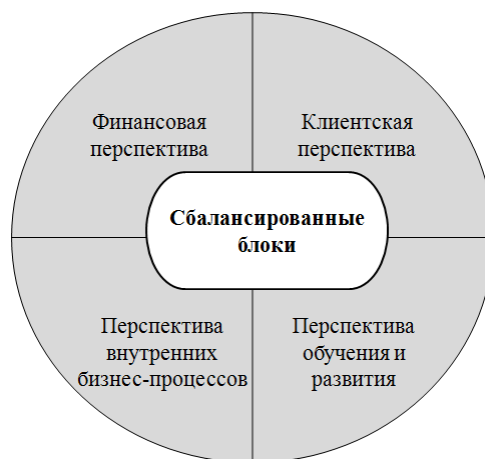 Финансовая
перспектива
Клиентская
перспектива
Сбалансированные
блоки
Перспектива
внутренних
бизнес-процессов
Перспектива
обучения и
развития